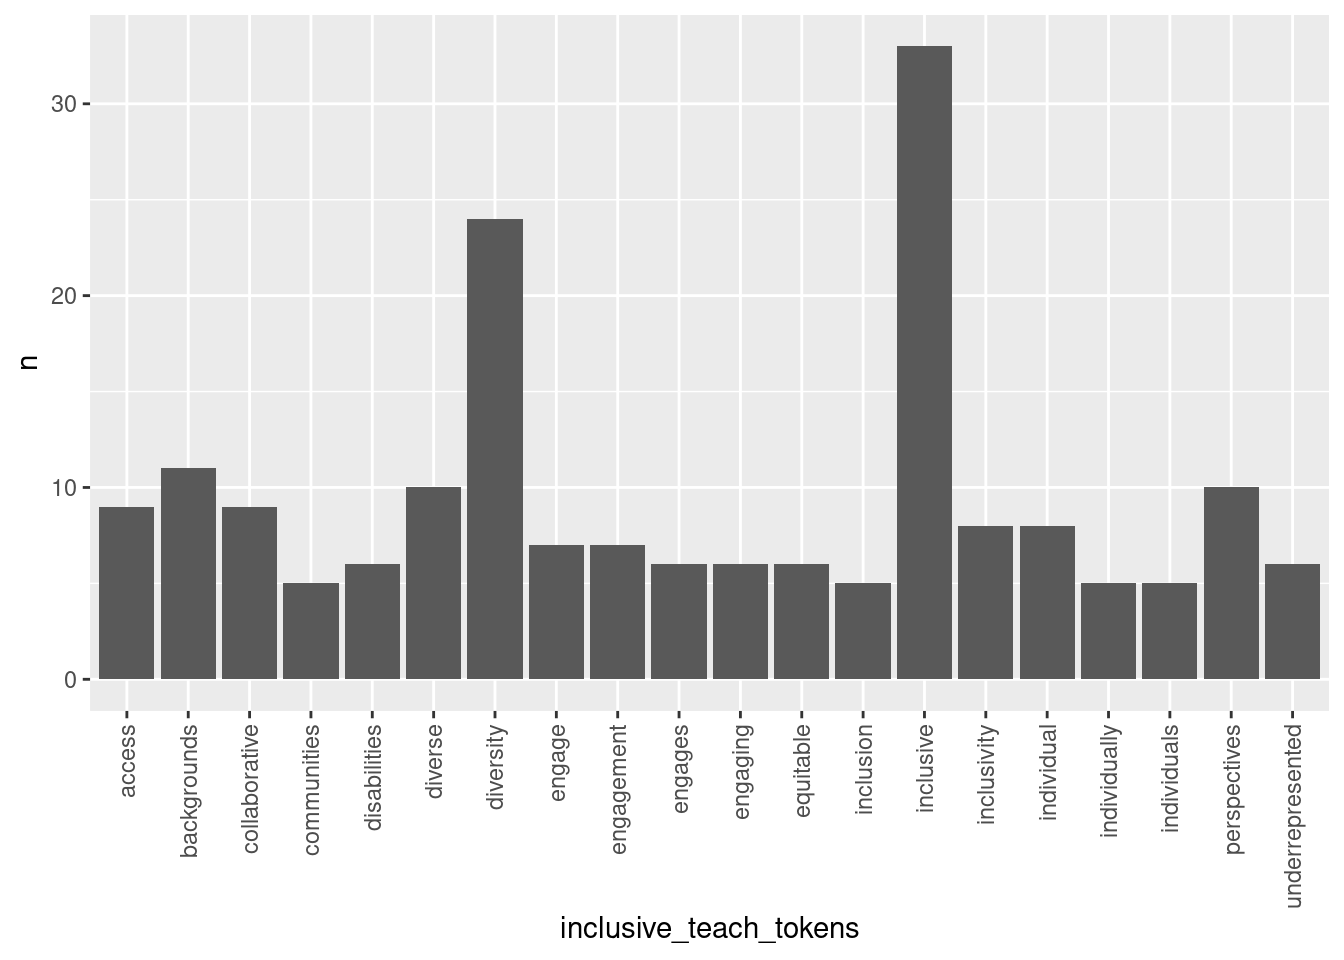 30
20
10
0
n
access
backgrounds
collaborative
communities
disabilities
diverse
diversity
engage
engagement
engages
engaging
equitable
inclusion
inclusive
inclusivity
individual
individually
individuals
perspectives
underrepresented
inclusive_teach_tokens